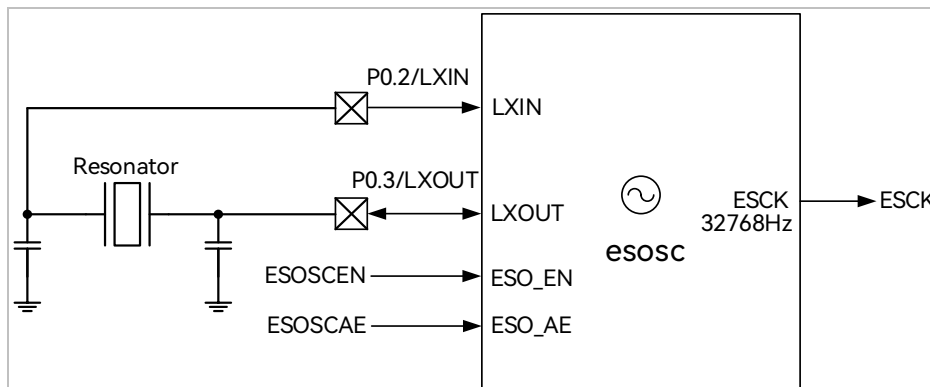 P0.2/LXIN
LXIN
Resonator
P0.3/LXOUT
LXOUT
ESCK
32768Hz
ESCK
esosc
ESOSCEN
ESO_EN
ESOSCAE
ESO_AE